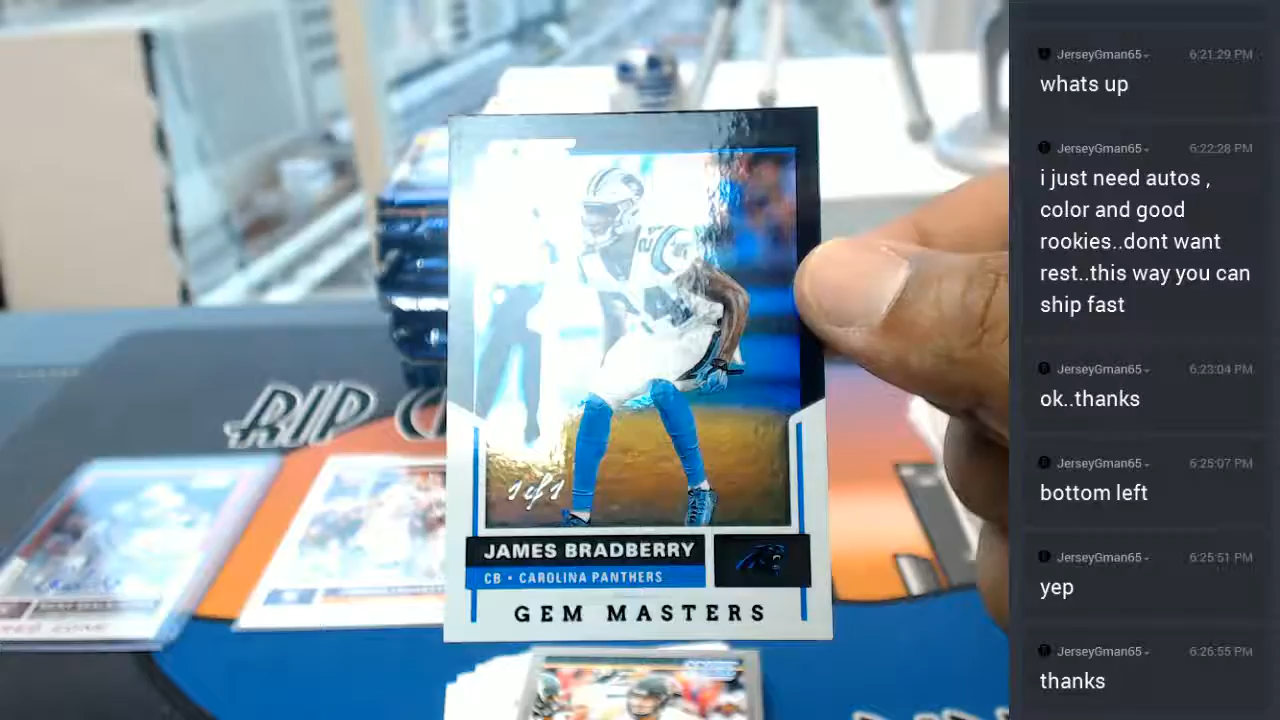 RIP
1of1
JAMES BRADBERRY
CB • CAROLINA PANTHERS
GEM MASTERS
JerseyGman65 6:21:29 PM
whats up
JerseyGman65 6:22:28 PM
i just need autos ,
color and good
rookies..dont want
rest..this way you can
ship fast
JerseyGman65 6:23:04 PM
ok..thanks
JerseyGman65 6:25:07 PM
bottom left
JerseyGman65 6:25:51 PM
yep
JerseyGman65 6:26:55 PM
thanks